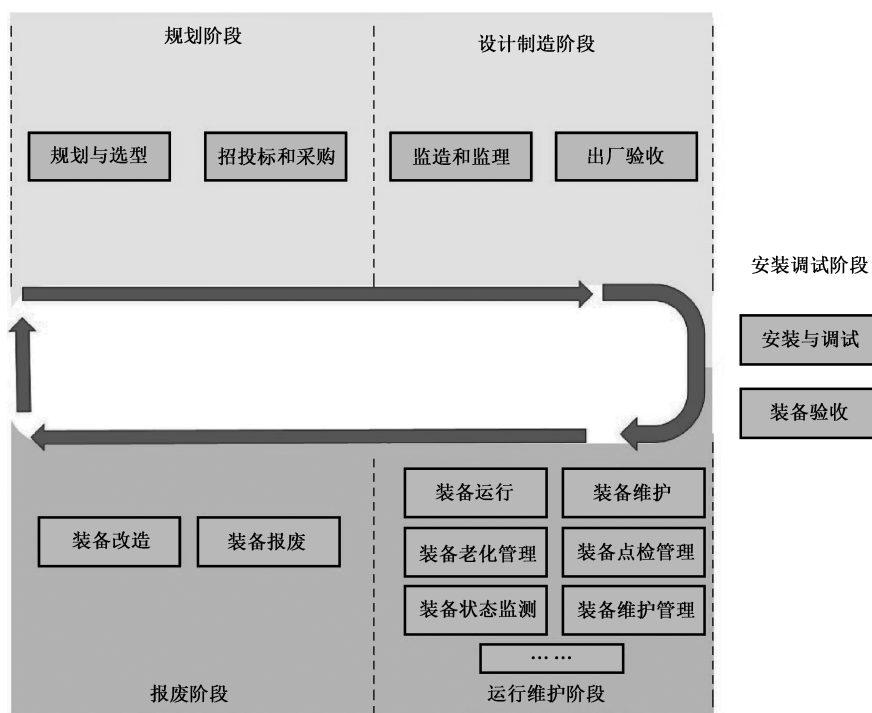 规划阶段
设计制造阶段
规划与选型
招投标和采购
监造和监理
出厂验收
安装调试阶段
安装与调试
装备验收
装备运行
装备维护
装备改造
装备报废
装备老化管理
装备点检管理
装备状态监测
装备维护管理
……
报废阶段
运行维护阶段